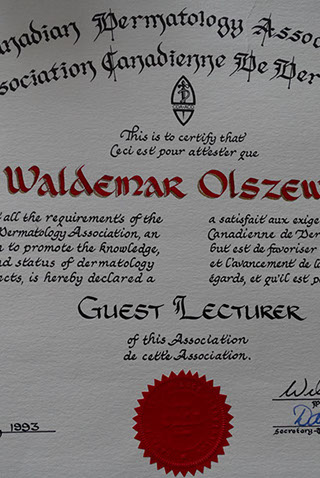 Canadian Dermatology Asso
sociation Canadienne De Der
This is to certify that
Ceci est pour attester que
Waldemar Olszew
all the requirements of the
Dermatology Association, an
to promote the knowledge,
nd status of dermatology
ects, is hereby declared a
a satisfait aux exige
Canadienne de Der
but est de favoriser
et l'avancement de la
égards, et qu'il est p
Guest Lecturer
of this Association
de cette Association.
1993
Secretary